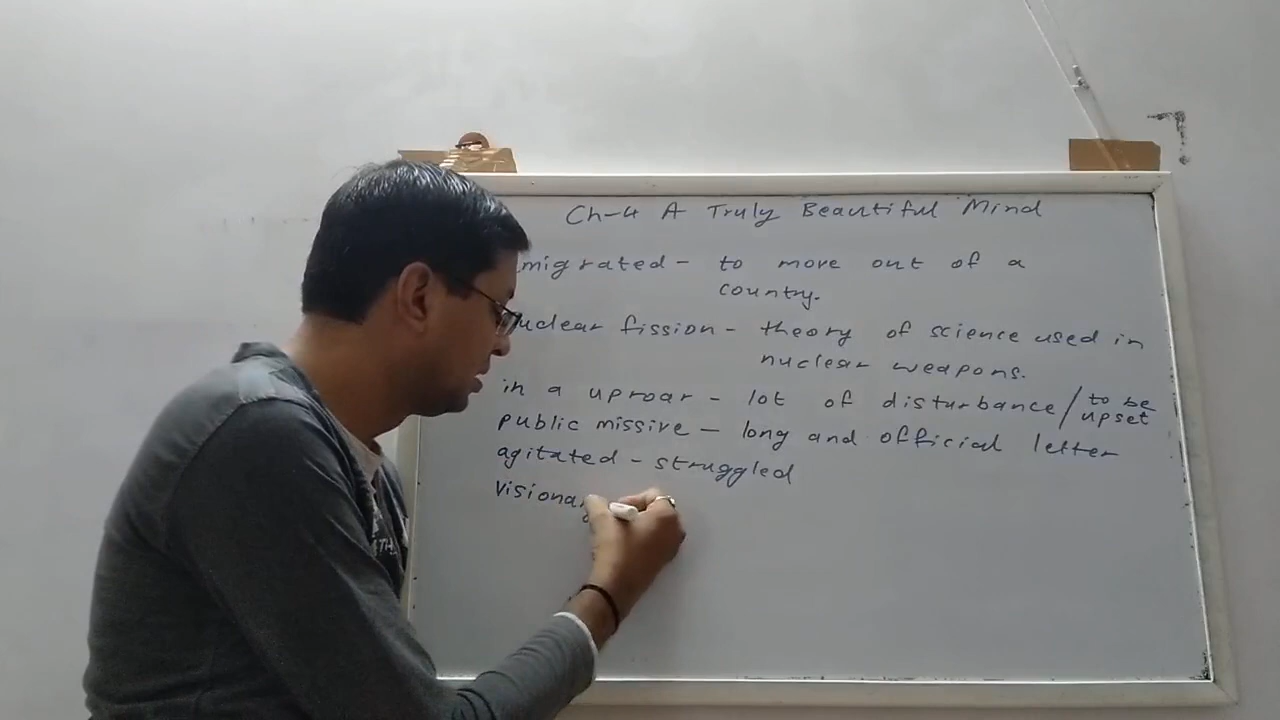 Ch-4 A Truly Beautiful Mind
migrated - to move out of a
country.
uclear fission - theory of science used in
nuclear weapons.
in a uproar - lot of disturbance/to be upset
public missive - long and official letter
agitated - struggled
Visionary